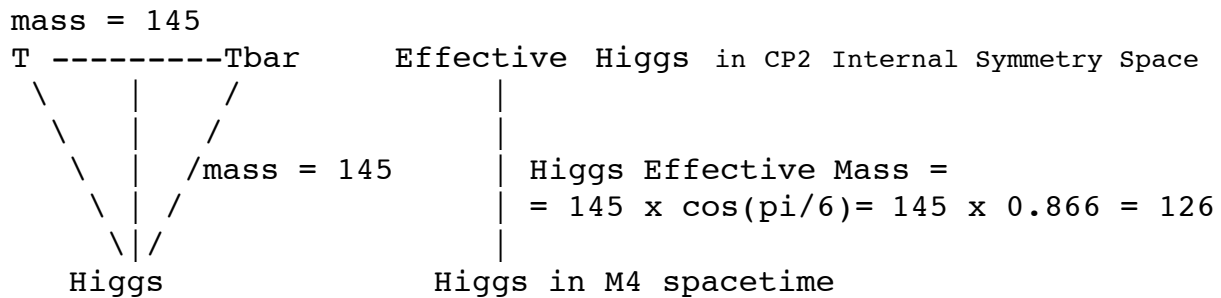 mass = 145
T ---------Tbar Effective Higgs in CP2 Internal Symmetry Space
mass = 145 Higgs Effective Mass =
= 145 x cos(pi/6)= 145 x 0.866 = 126
Higgs Higgs in M4 spacetime